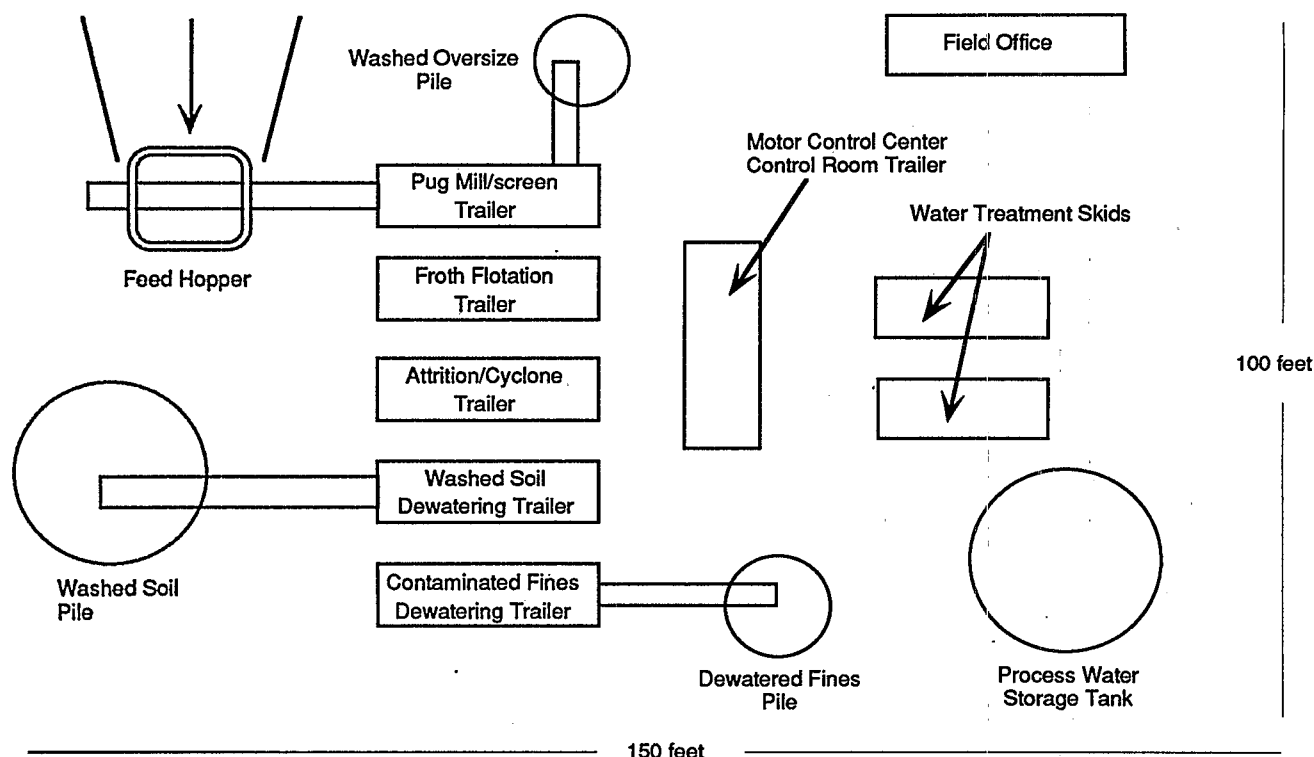 Washed Oversize
Pile
Field Office
Motor Control Center
Control Room Trailer
Pug Mill/screen
Trailer
Water Treatment Skids
Feed Hopper
Froth Flotation
Trailer
100 feet
Attrition/Cyclone
Trailer
Washed Soil
Dewatering Trailer
Washed Soil
Pile
Contaminated Fines
Dewatering Trailer
Dewatered Fines
Pile
Process Water
Storage Tank
150 feet